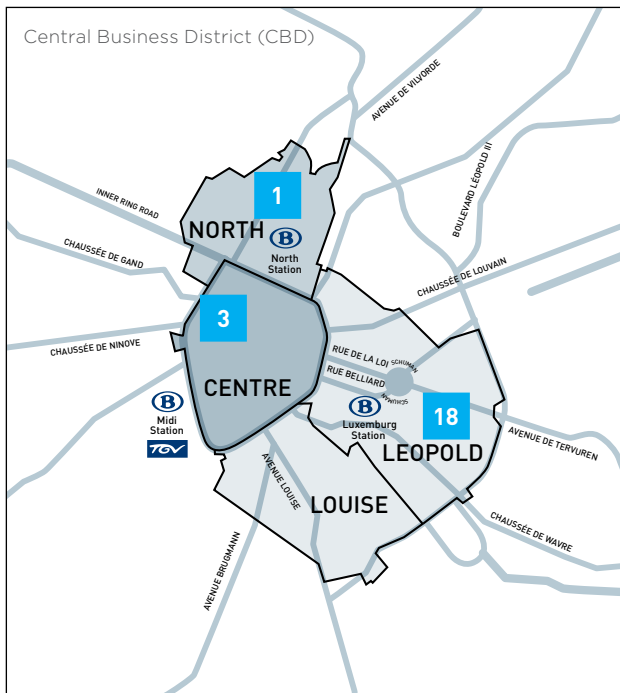 Central Business District (CBD)
AVENUE DE VILVORDE
BOULEVARD LÉOPOLD III
INNER RING ROAD
1
NORTH
B
North
Station
CHAUSSÉE DE GAND
CHAUSSÉE DE LOUVAIN
3
CHAUSSÉE DE NINOVE
RUE DE LA LOI
SCHUMAN
RUE BELLIARD
SCHUMAN
CENTRE
B
Midi
Station
TGV
B
Luxemburg
Station
18
LEOPOLD
AVENUE DE TERVUREN
AVENUE LOUISE
LOUISE
CHAUSSÉE DE WAVRE
AVENUE BRUGMANN